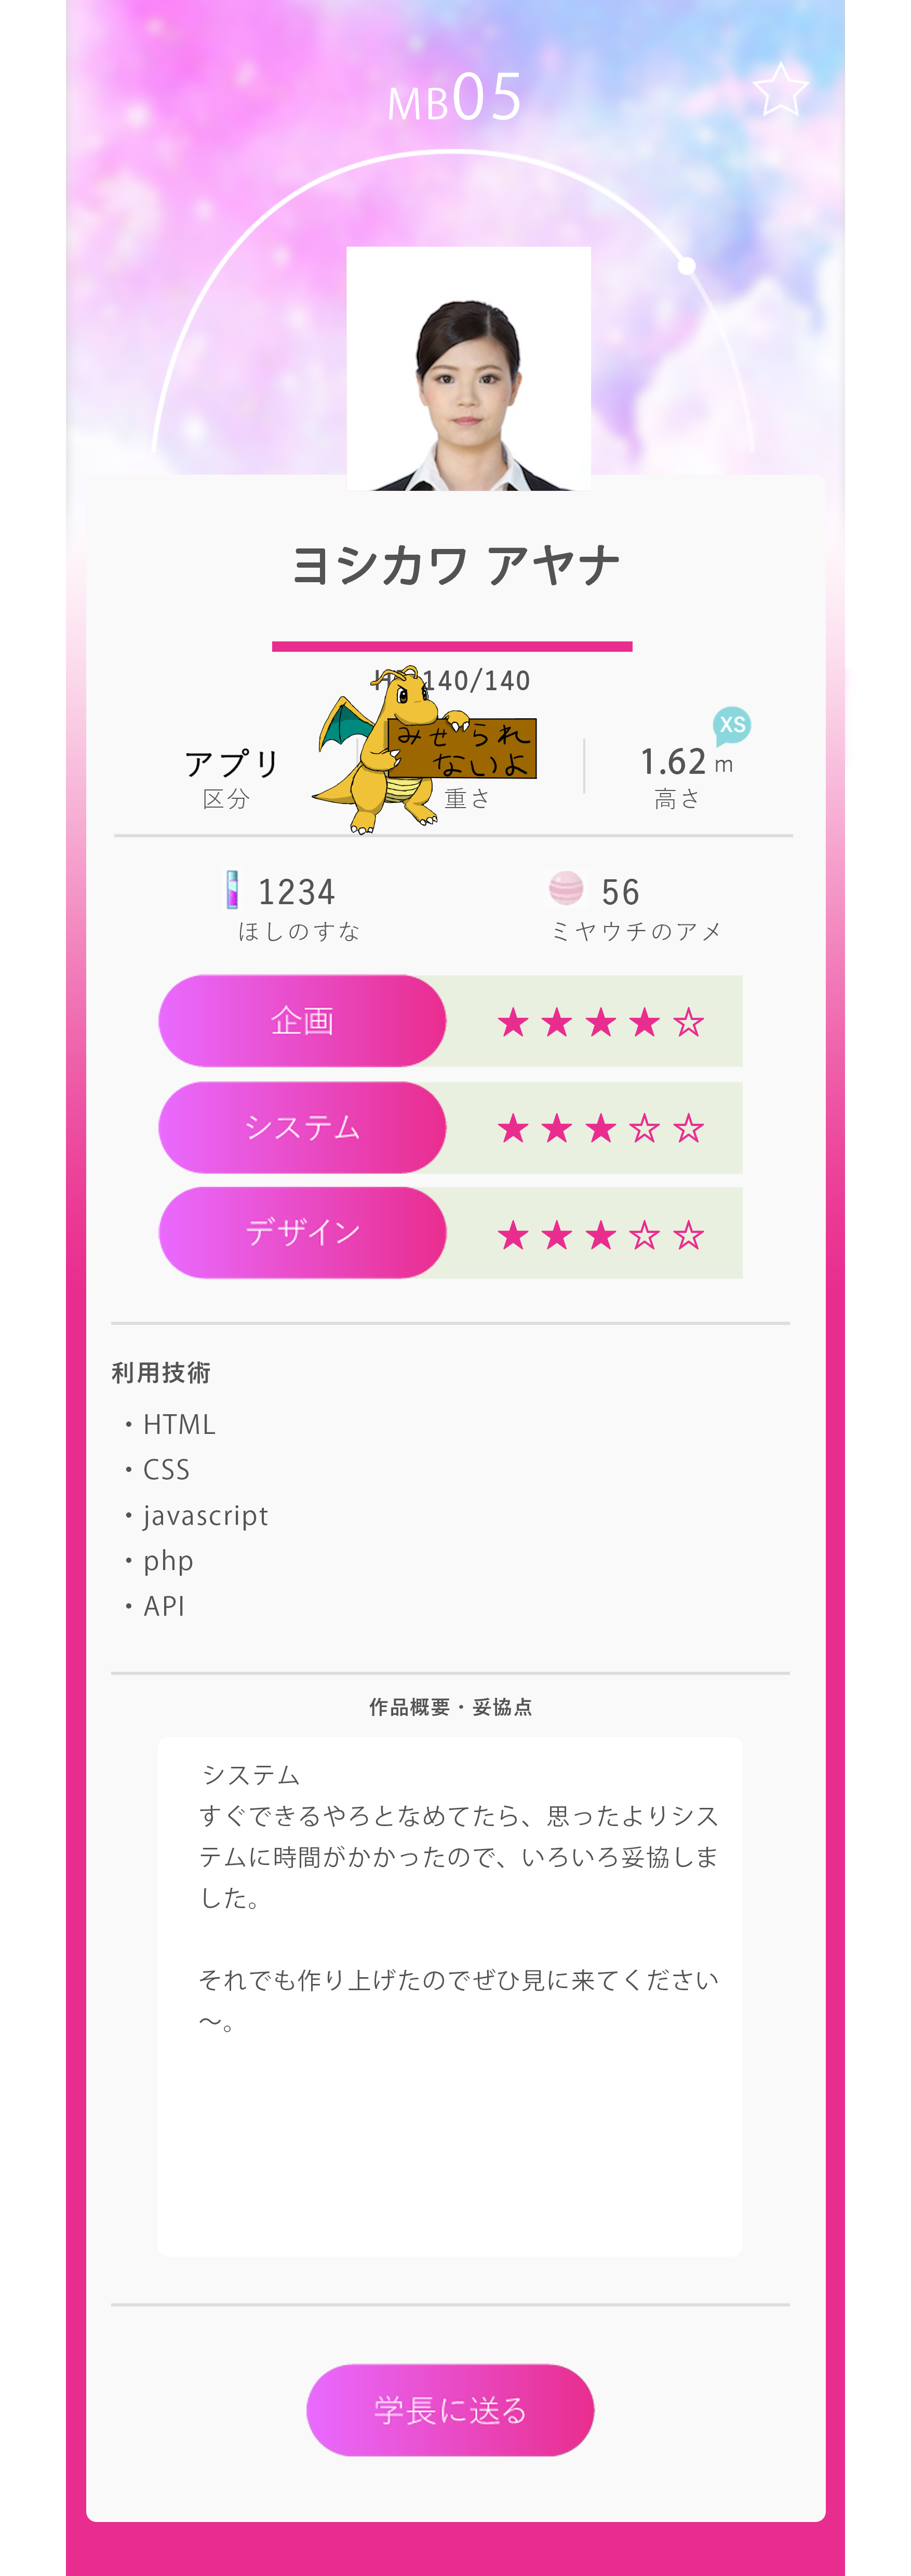 MB05
ヨシカワ アヤナ
140/140
みせられ
ないよ
XS
アプリ
1.62 m
区分
重さ
高さ
1234
56
ほしのすな
ミヤウチのアメ
企画 ★★★★☆
システム ★★★☆☆
デザイン ★★★☆☆
利用技術
・HTML
・CSS
・javascript
・php
・API
作品概要・妥協点
システム
すぐできるやろとなめてたら、思ったよりシス
テムに時間がかかったので、いろいろ妥協しま
した。
それでも作り上げたのでぜひ見に来てください
～。
学長に送る